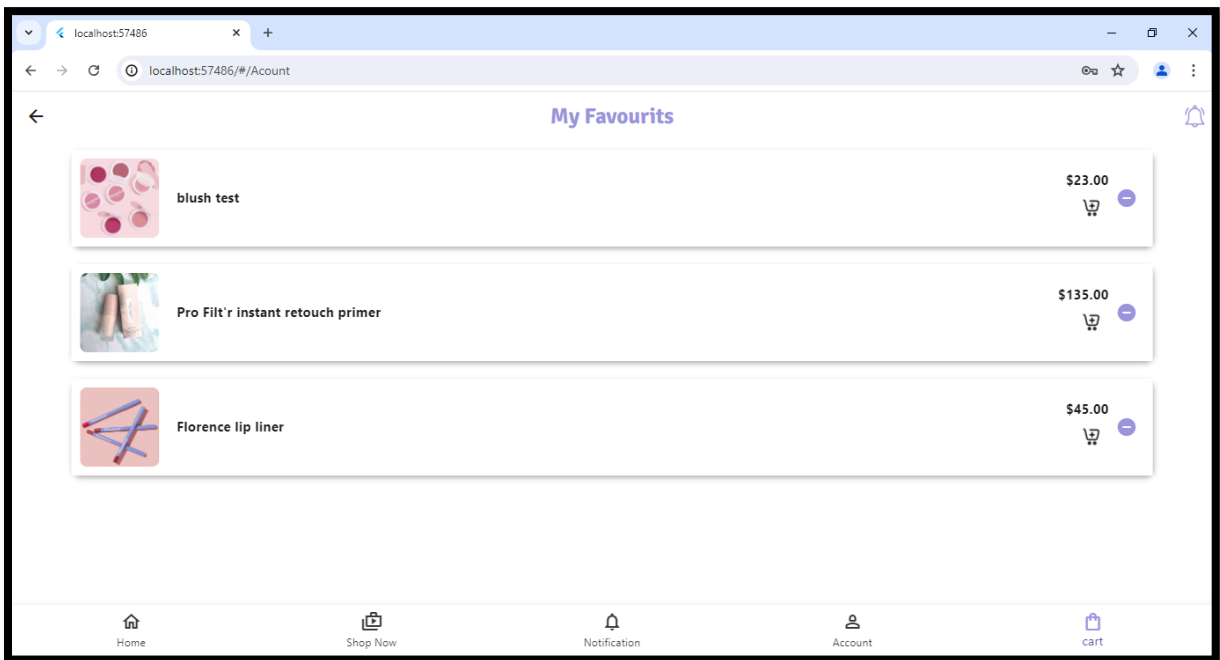 localhost:57486
localhost:57486/#/Acount
My Favourits
blush test
$23.00
Pro Filt'r instant retouch primer
$135.00
Florence lip liner
$45.00
Home
Shop Now
Notification
Account
cart